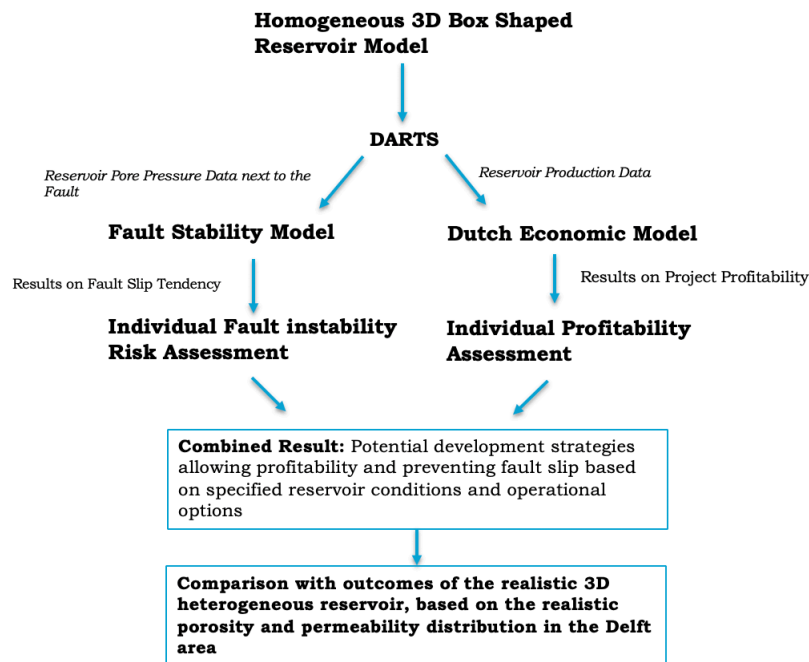 Homogeneous 3D Box Shaped
Reservoir Model
DARTS
Reservoir Pore Pressure Data next to the
Fault
Reservoir Production Data
Fault Stability Model
Dutch Economic Model
Results on Fault Slip Tendency
Results on Project Profitability
Individual Fault instability
Risk Assessment
Individual Profitability
Assessment
Combined Result: Potential development strategies
allowing profitability and preventing fault slip based
on specified reservoir conditions and operational
options
Comparison with outcomes of the realistic 3D
heterogeneous reservoir, based on the realistic
porosity and permeability distribution in the Delft
area